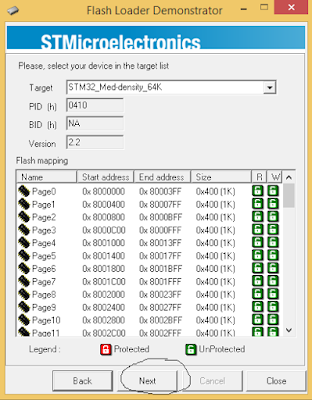 Flash Loader Demonstrator
STMicroelectronics
Please, select your device in the target list
Target STM32_Med-density_64K
PID (h) 0410
BID (h) NA
Version 2.2
Flash mapping
Name Start address End address Size R W
Page0 0x 8000000 0x 80003FF 0x400 (1K)
Page1 0x 8000400 0x 80007FF 0x400 (1K)
Page2 0x 8000800 0x 8000BFF 0x400 (1K)
Page3 0x 8000C00 0x 8000FFF 0x400 (1K)
Page4 0x 8001000 0x 80013FF 0x400 (1K)
Page5 0x 8001400 0x 80017FF 0x400 (1K)
Page6 0x 8001800 0x 8001BFF 0x400 (1K)
Page7 0x 8001C00 0x 8001FFF 0x400 (1K)
Page8 0x 8002000 0x 80023FF 0x400 (1K)
Page9 0x 8002400 0x 80027FF 0x400 (1K)
Page10 0x 8002800 0x 8002BFF 0x400 (1K)
Page11 0x 8002C00 0x 8002FFF 0x400 (1K)
Legend : Protected UnProtected
Back Next Cancel Close